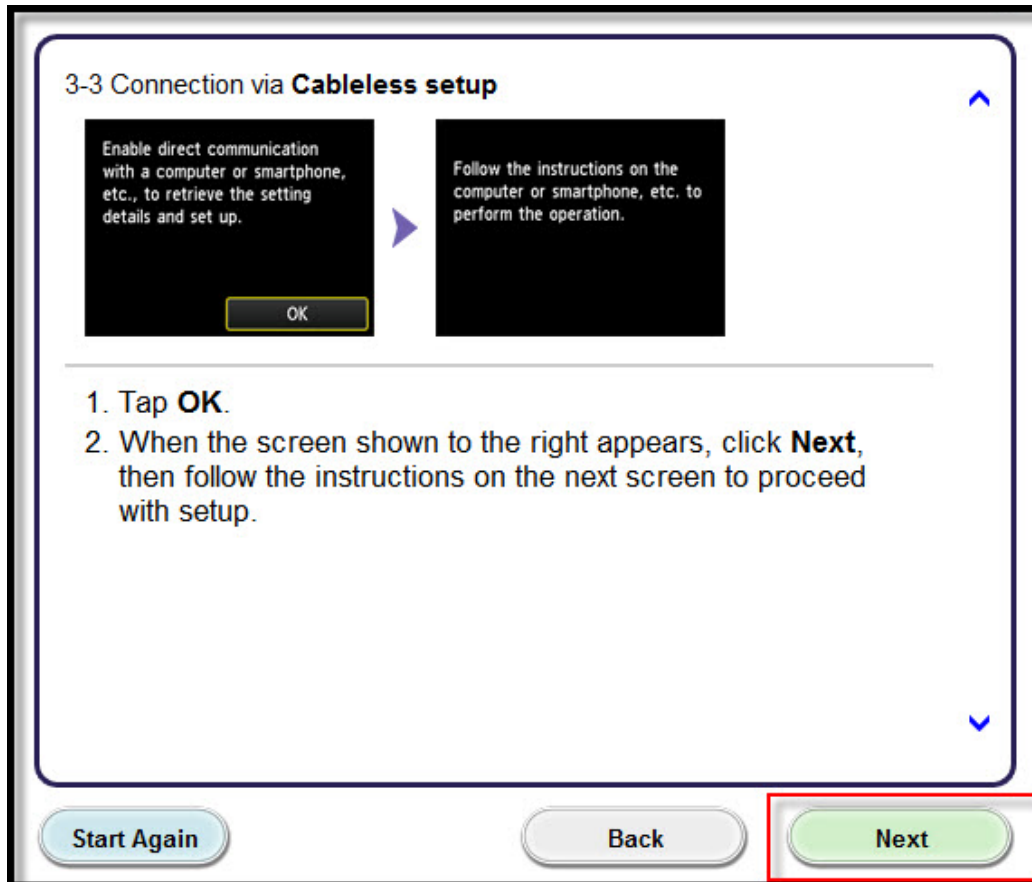 3-3 Connection via Cableless setup
Enable direct communication
with a computer or smartphone,
etc., to retrieve the setting
details and set up.
OK
Follow the instructions on the
computer or smartphone, etc. to
perform the operation.
1. Tap OK.
2. When the screen shown to the right appears, click Next,
then follow the instructions on the next screen to proceed
with setup.
Start Again
Back
Next